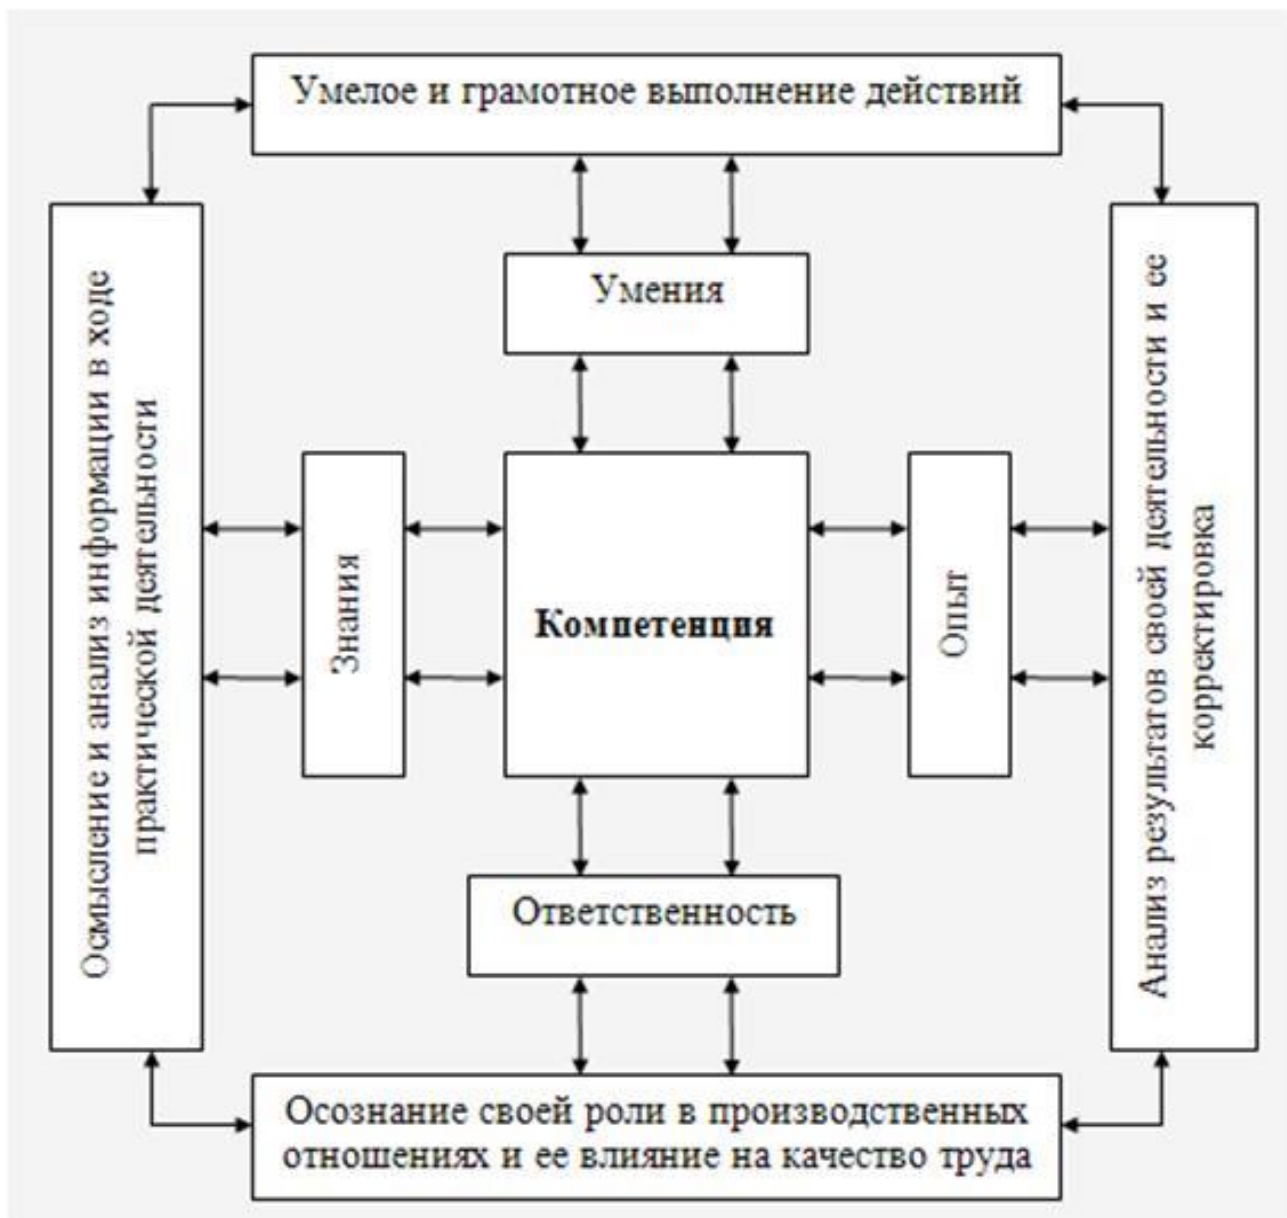 Умелое и грамотное выполнение действий
Умения
Осмысление и анализ информации в ходе
практической деятельности
Знания
Компетенция
Опыт
Анализ результатов своей деятельности и ее
корректировка
Ответственность
Осознание своей роли в производственных
отношениях и ее влияние на качество труда